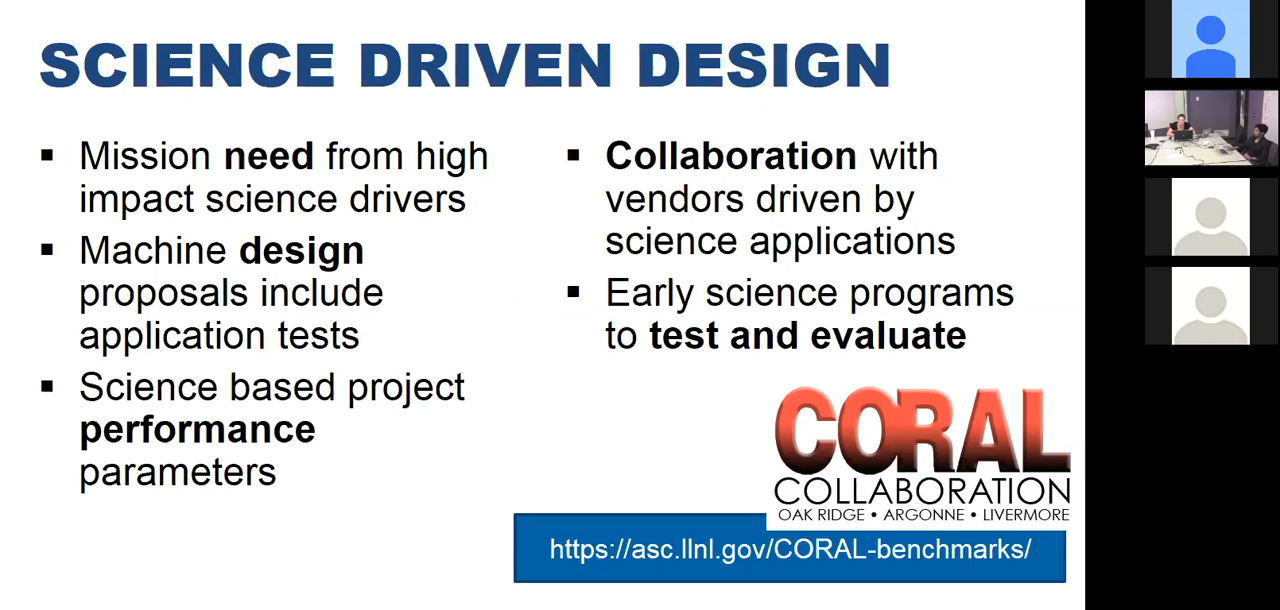 SCIENCE DRIVEN DESIGN
▪ Mission need from high
impact science drivers
▪ Machine design
proposals include
application tests
▪ Science based project
performance
parameters
▪ Collaboration with
vendors driven by
science applications
▪ Early science programs
to test and evaluate
CORAL
COLLABORATION
OAK RIDGE • ARGONNE • LIVERMORE
https://asc.llnl.gov/CORAL-benchmarks/